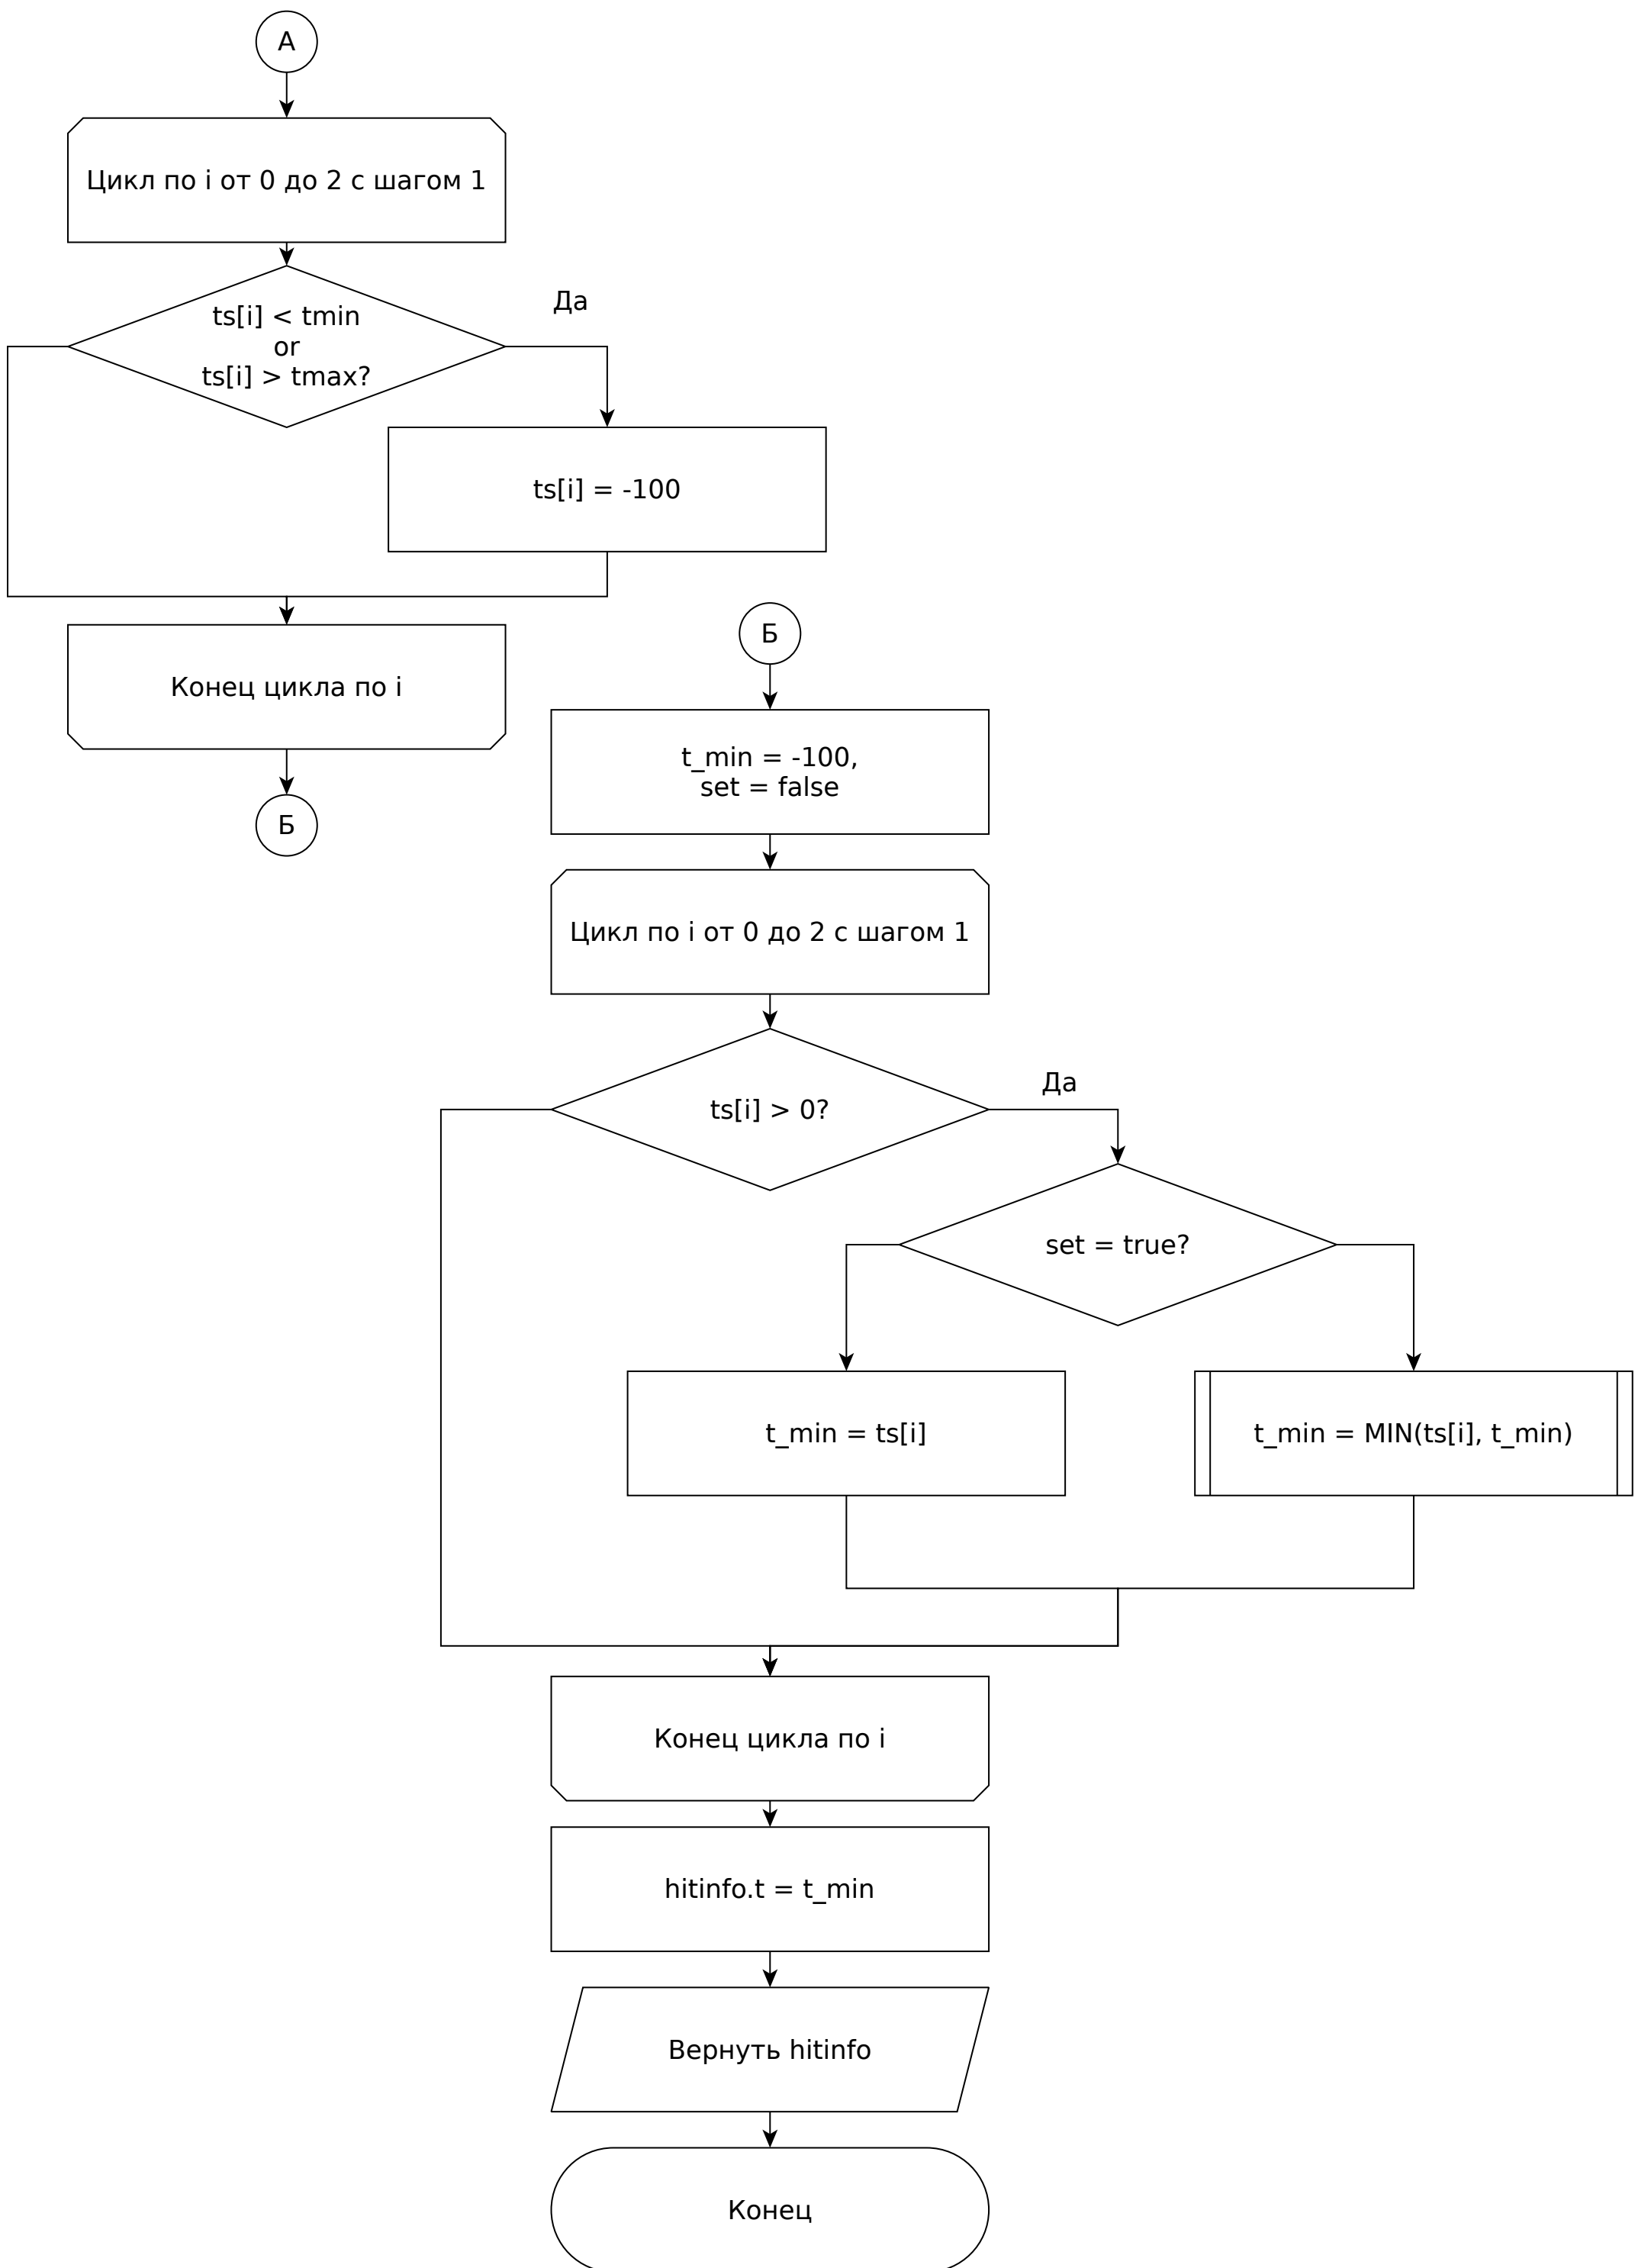 А
Цикл по i от 0 до 2 с шагом 1
ts[i] < tmin
or
ts[i] > tmax?
Да
ts[i] = -100
Конец цикла по i
Б
Б
t_min = -100,
set = false
Цикл по i от 0 до 2 с шагом 1
ts[i] > 0?
Да
set = true?
t_min = ts[i]
t_min = MIN(ts[i], t_min)
Конец цикла по i
hitinfo.t = t_min
Вернуть hitinfo
Конец